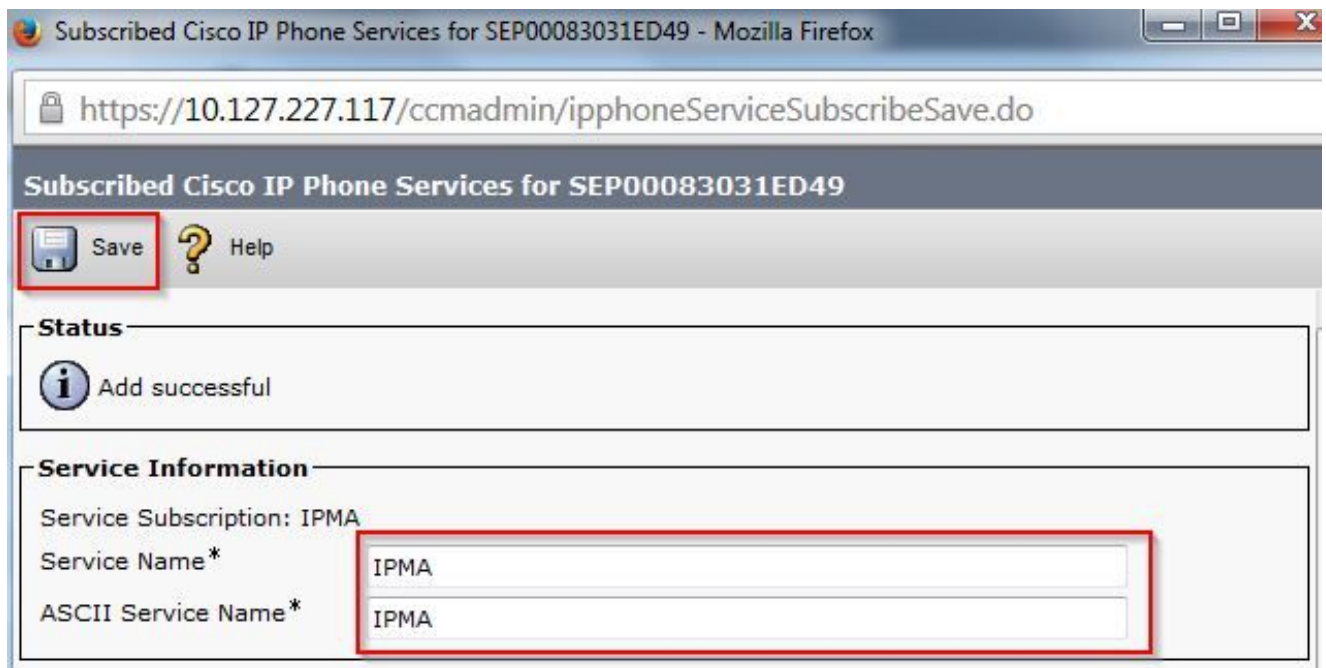 Subscribed Cisco IP Phone Services for SEP00083031ED49 - Mozilla Firefox
https://10.127.227.117/ccmadmin/ipphoneServiceSubscribeSave.do
Subscribed Cisco IP Phone Services for SEP00083031ED49
Save Help
Status
Add successful
Service Information
Service Subscription: IPMA
Service Name* IPMA
ASCII Service Name* IPMA